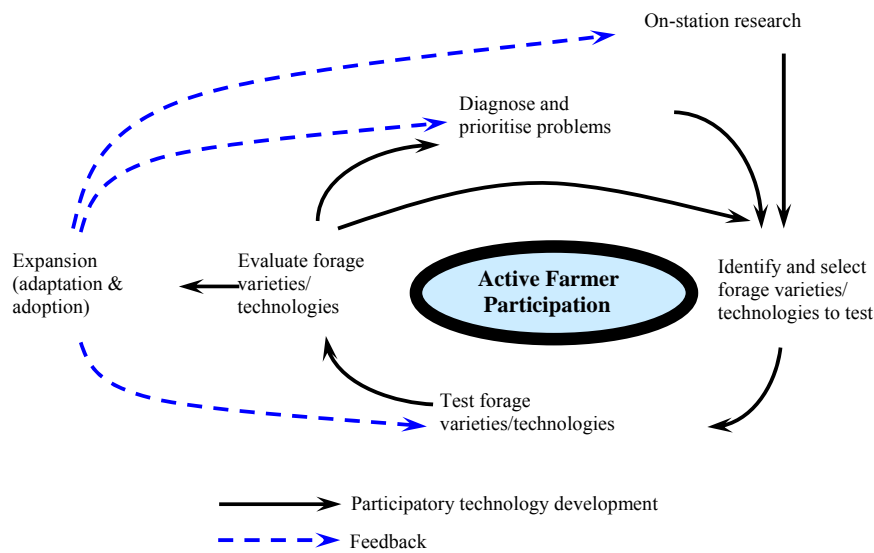 On-station research
Diagnose and
prioritise problems
Expansion
(adaptation &
adoption)
Evaluate forage
varieties/
technologies
Active Farmer
Participation
Identify and select
forage varieties/
technologies to test
Test forage
varieties/technologies
Participatory technology development
Feedback